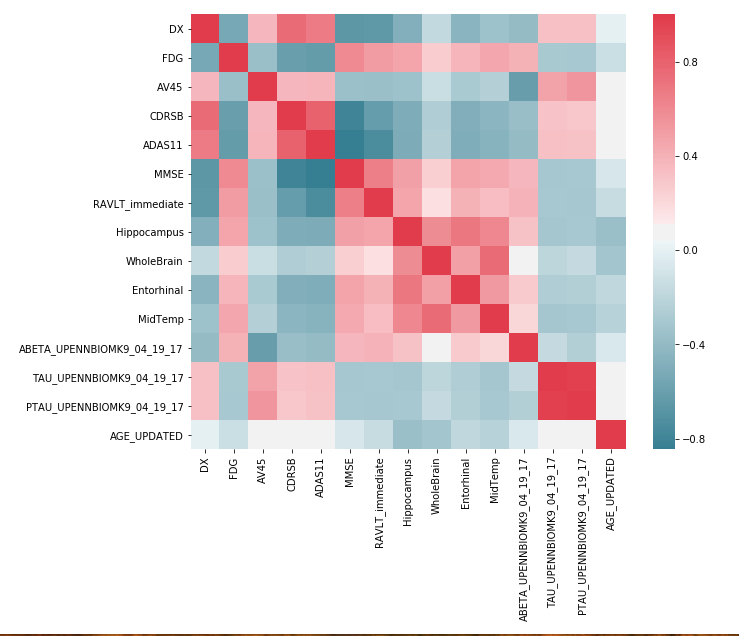 DX
FDG
AV45
CDRSB
ADAS11
MMSE
RAVLT_immediate
Hippocampus
WholeBrain
Entorhinal
MidTemp
ABETA_UPENNBIOMK9_04_19_17
TAU_UPENNBIOMK9_04_19_17
PTAU_UPENNBIOMK9_04_19_17
AGE_UPDATED
DX
FDG
AV45
CDRSB
ADAS11
MMSE
RAVLT_immediate
Hippocampus
WholeBrain
Entorhinal
MidTemp
ABETA_UPENNBIOMK9_04_19_17
TAU_UPENNBIOMK9_04_19_17
PTAU_UPENNBIOMK9_04_19_17
AGE_UPDATED
0.8
0.4
0.0
−0.4
−0.8